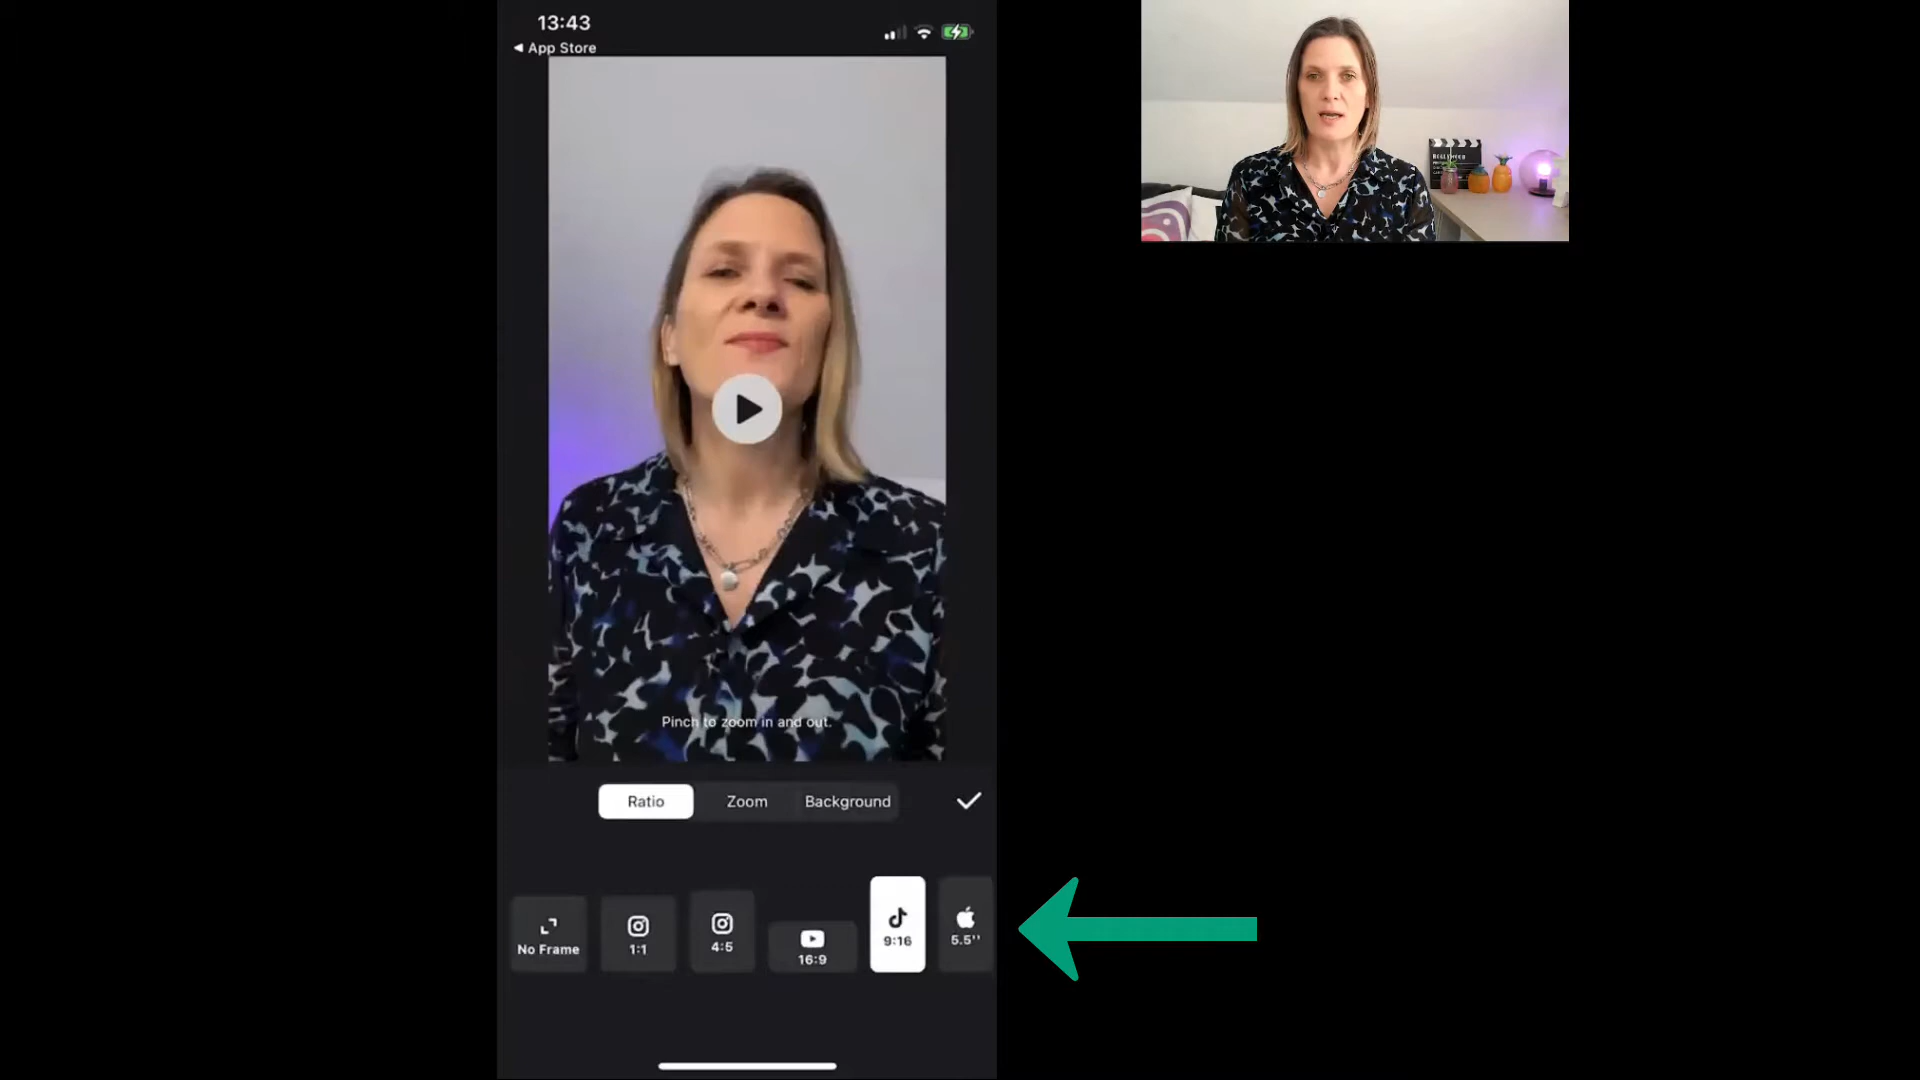 13:43
App Store
Pinch to zoom in and out.
Ratio
Zoom
Background
No Frame
1:1
4:5
16:9
9:16
5.5''